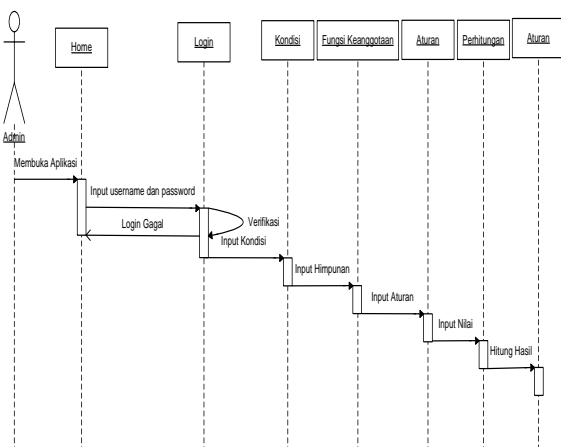 Home
Login
Kondisi
Fungsi Keanggotaan
Aturan
Perhitungan
Aturan
Admin
Membuka Aplikasi
Input username dan password
Verifikasi
Login Gagal
Input Kondisi
Input Himpunan
Input Aturan
Input Nilai
Hitung Hasil